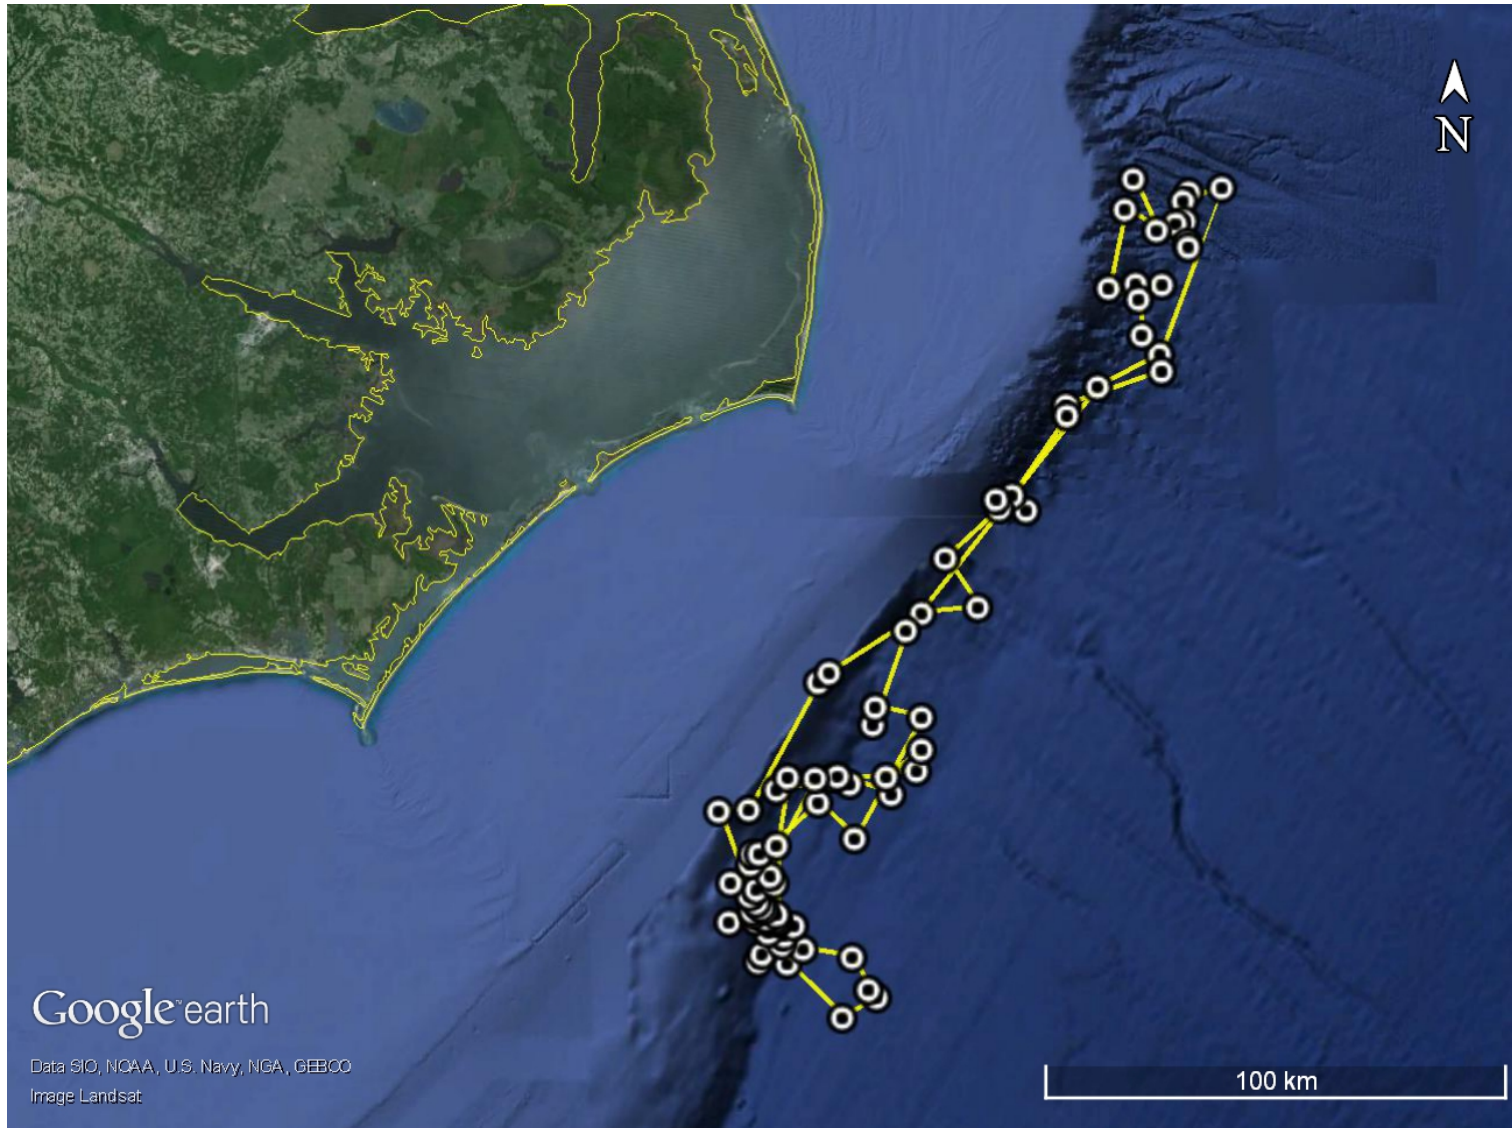 N
Google earth
Data SIO, NOAA, U.S. Navy, NGA, GEBCO
Image Landsat
100 km